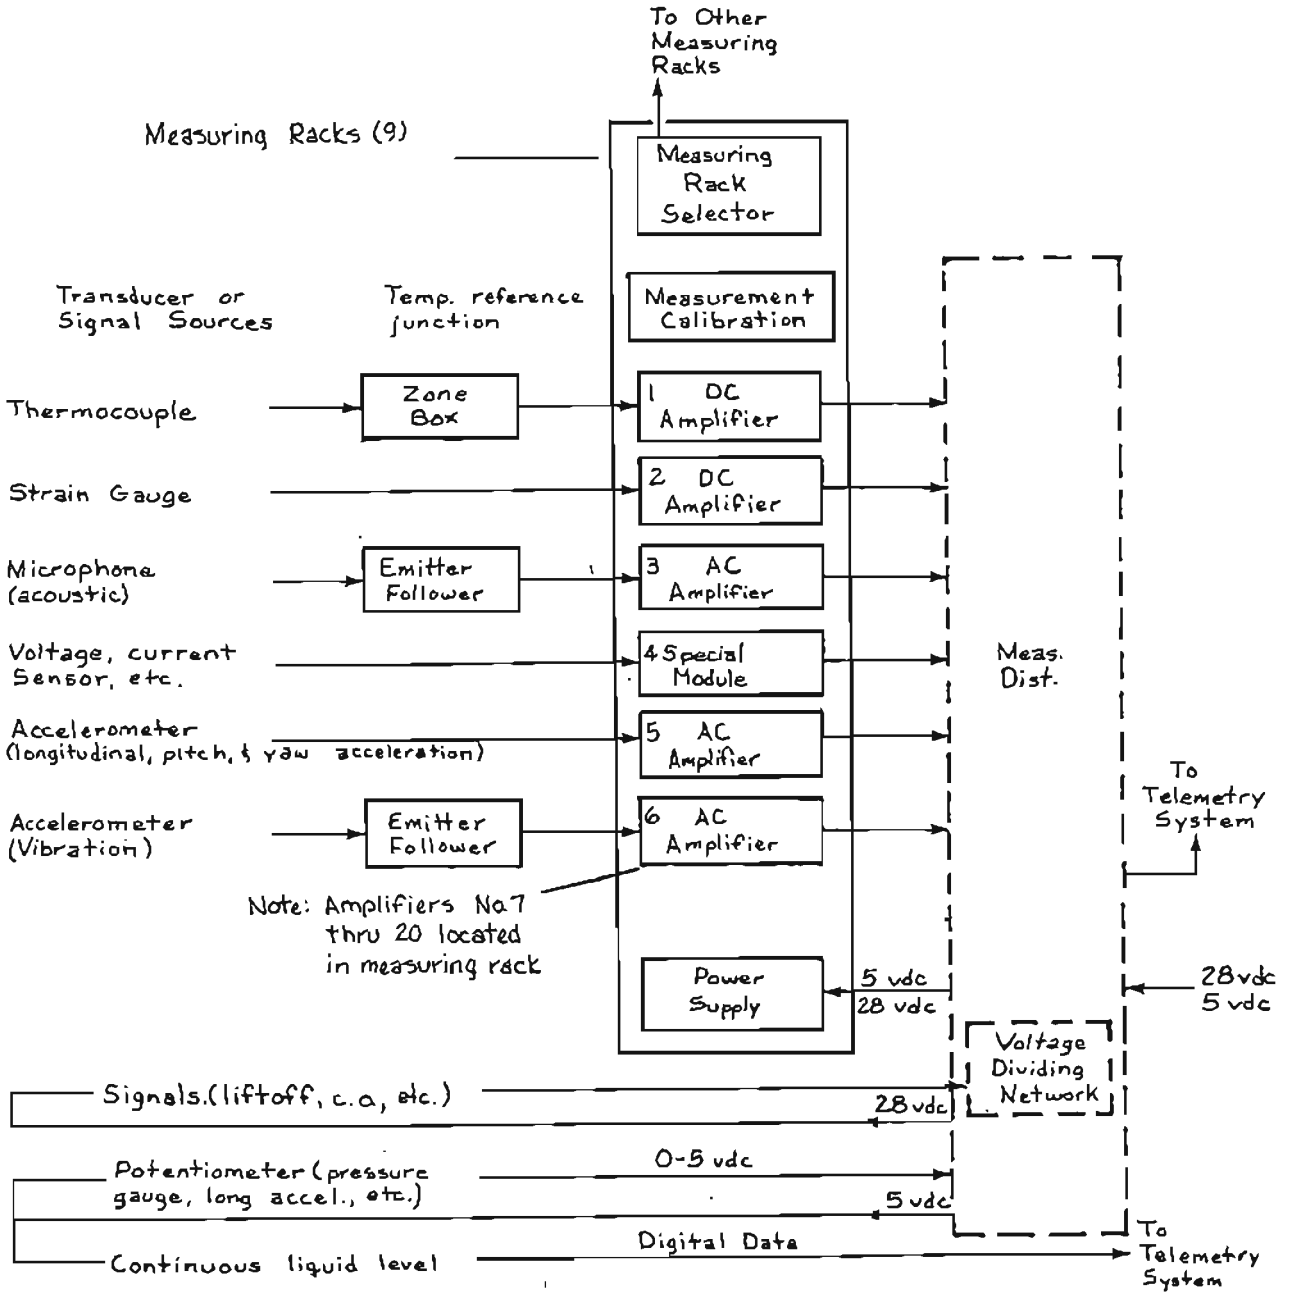 To Other
Measuring
Racks
Measuring Racks (9)
Measuring
Rack
Selector
Transducer or
Signal Sources
Temp. reference
junction
Measurement
Calibration
Thermocouple
Zone
Box
1 DC
Amplifier
Strain Gauge
2 DC
Amplifier
Microphone
(acoustic)
Emitter
Follower
3 AC
Amplifier
Voltage, current
Sensor, etc.
4 Special
Module
Meas.
Dist.
Accelerometer
(longitudinal, pitch, & yaw acceleration)
5 AC
Amplifier
To
Telemetry
System
Accelerometer
(Vibration)
Emitter
Follower
6 AC
Amplifier
Note: Amplifiers No 7
thru 20 located
in measuring rack
Power
Supply
5 vdc
28 vdc
28 vdc
5 vdc
Voltage
Dividing
Network
Signals.(liftoff, c.o, etc.)
28 vdc
Potentiometer (pressure
gauge, long accel., etc.)
0-5 vdc
5 vdc
Continuous liquid level
Digital Data
To
Telemetry
System